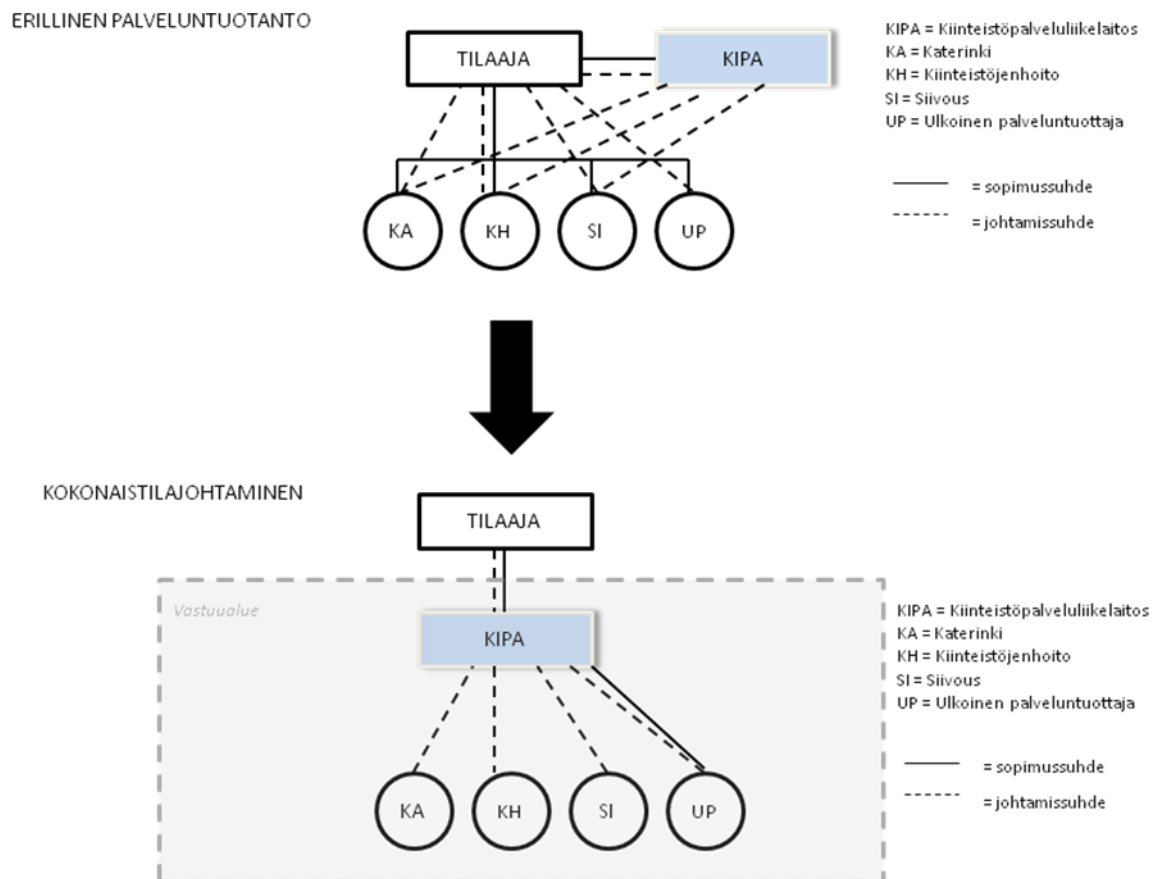 ERILLINEN PALVELUNTUOTANTO
TILAAJA
KIPA
KIPA = Kiinteistöpalveluliikelaitos
KA = Katerinki
KH = Kiinteistöjenhoito
SI = Siivous
UP = Ulkoinen palveluntuottaja
= sopimussuhde
= johtamissuhde
KA
KH
SI
UP
KOKONAISTILAJOHTAMINEN
TILAAJA
Vastuualue
KIPA
KIPA = Kiinteistöpalveluliikelaitos
KA = Katerinki
KH = Kiinteistöjenhoito
SI = Siivous
UP = Ulkoinen palveluntuottaja
= sopimussuhde
= johtamissuhde
KA
KH
SI
UP